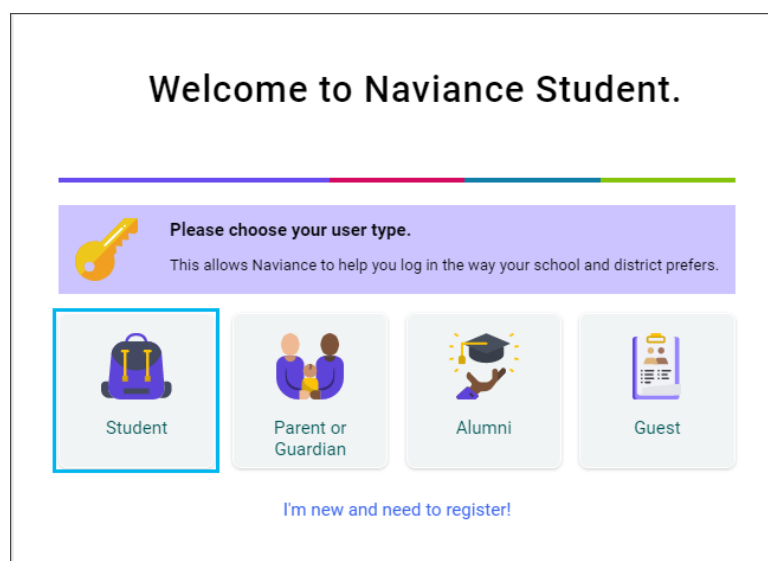 Welcome to Naviance Student.
Please choose your user type.
This allows Naviance to help you log in the way your school and district prefers.
Student
Parent or
Guardian
Alumni
Guest
I'm new and need to register!